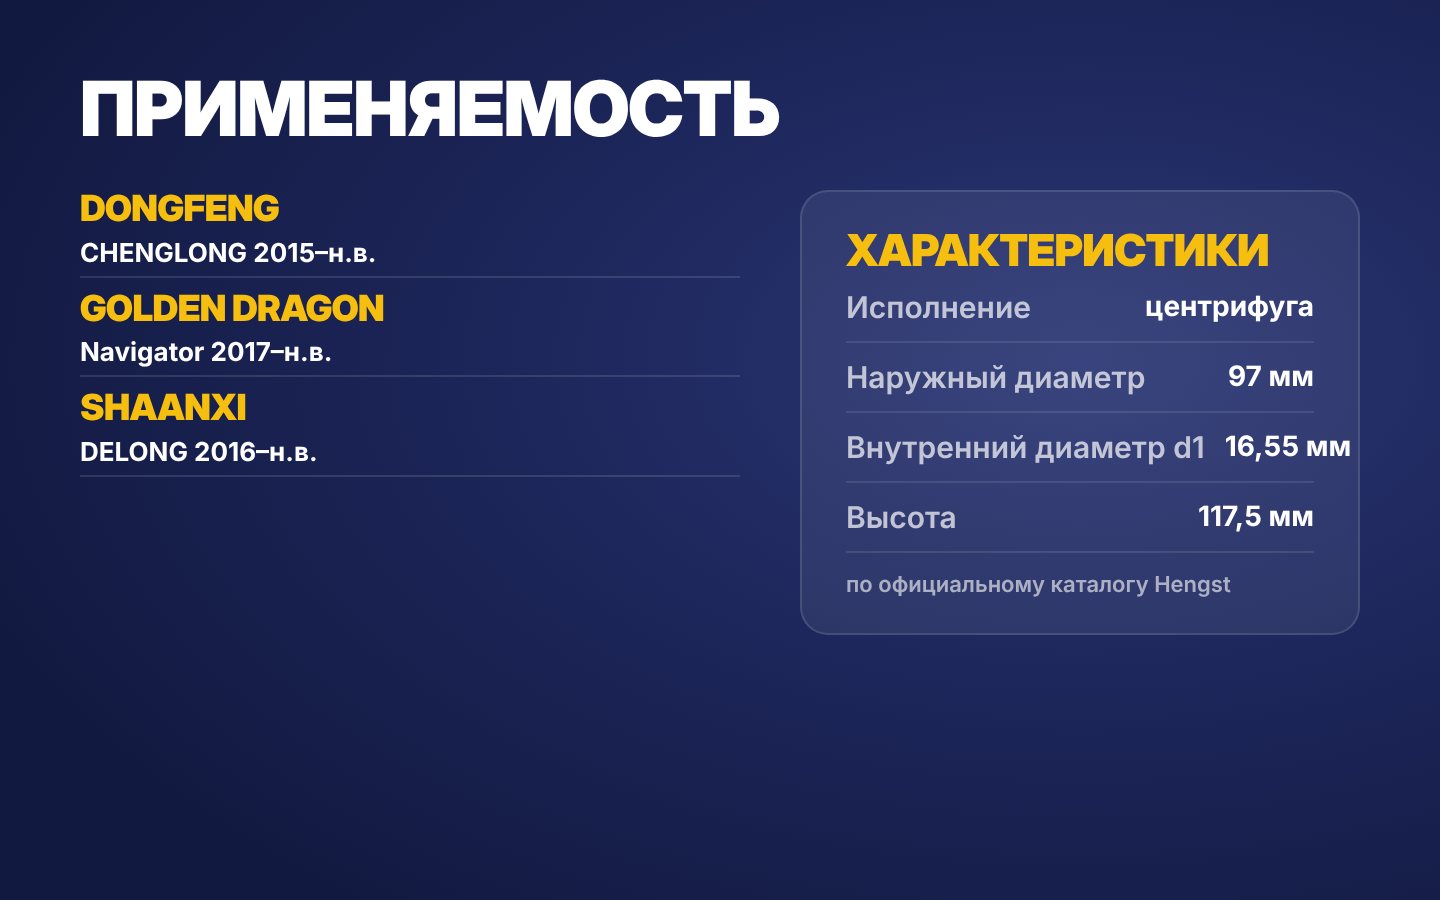 ПРИМЕНЯЕМОСТЬ
DONGFENG
CHENGLONG 2015–н.в.
GOLDEN DRAGON
Navigator 2017–н.в.
SHAANXI
DELONG 2016–н.в.
ХАРАКТЕРИСТИКИ
Исполнение центрифуга
Наружный диаметр 97 мм
Внутренний диаметр d1 16,55 мм
Высота 117,5 мм
по официальному каталогу Hengst